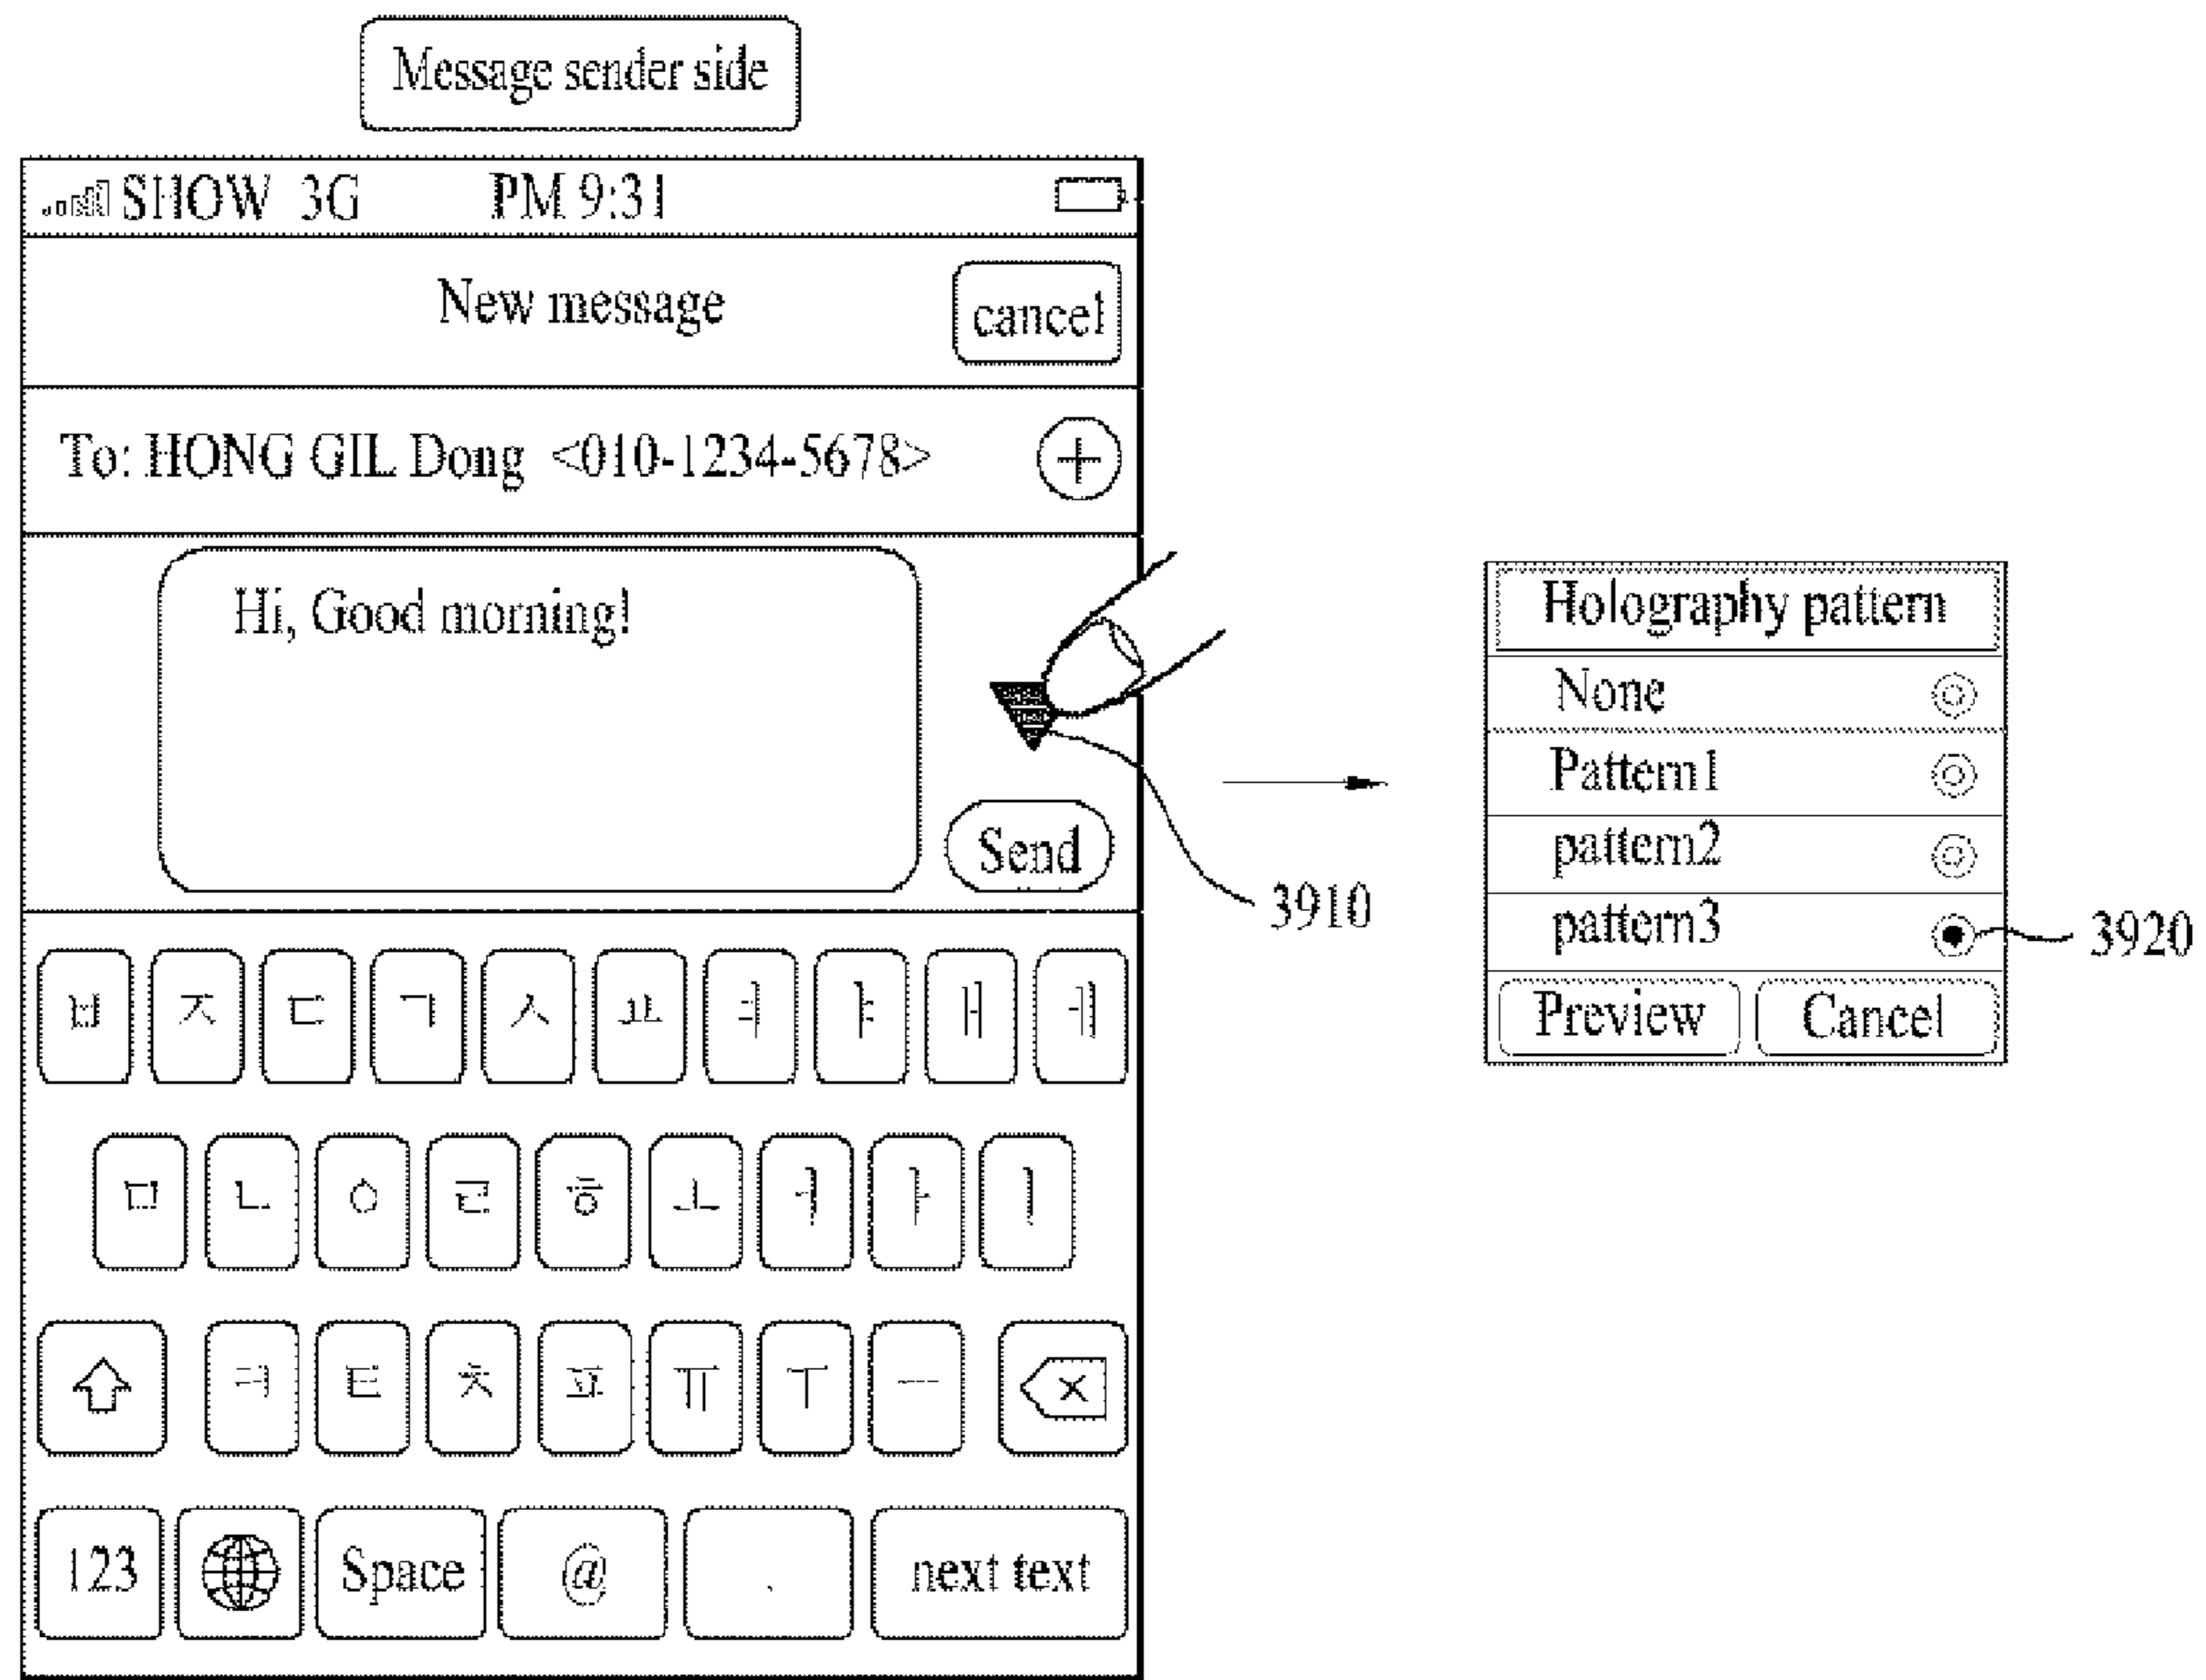 Message sender side
SHOW 3G PM 9:31
New message
cancel
To: HONG GIL Dong <010-1234-5678>
Hi, Good morning!
Send
3910
ㅂ ㅈ ㄷ ㄱ ㅅ ㅛ ㅕ ㅑ ㅐ ㅔ
ㅁ ㄴ ㅇ ㄹ ㅎ ㅗ ㅓ ㅏ ㅣ
ㅋ ㅌ ㅊ ㅍ ㅠ ㅜ ㅡ
123 Space @ . next text
Holography pattern
None
Pattern1
pattern2
pattern3
3920
Preview Cancel